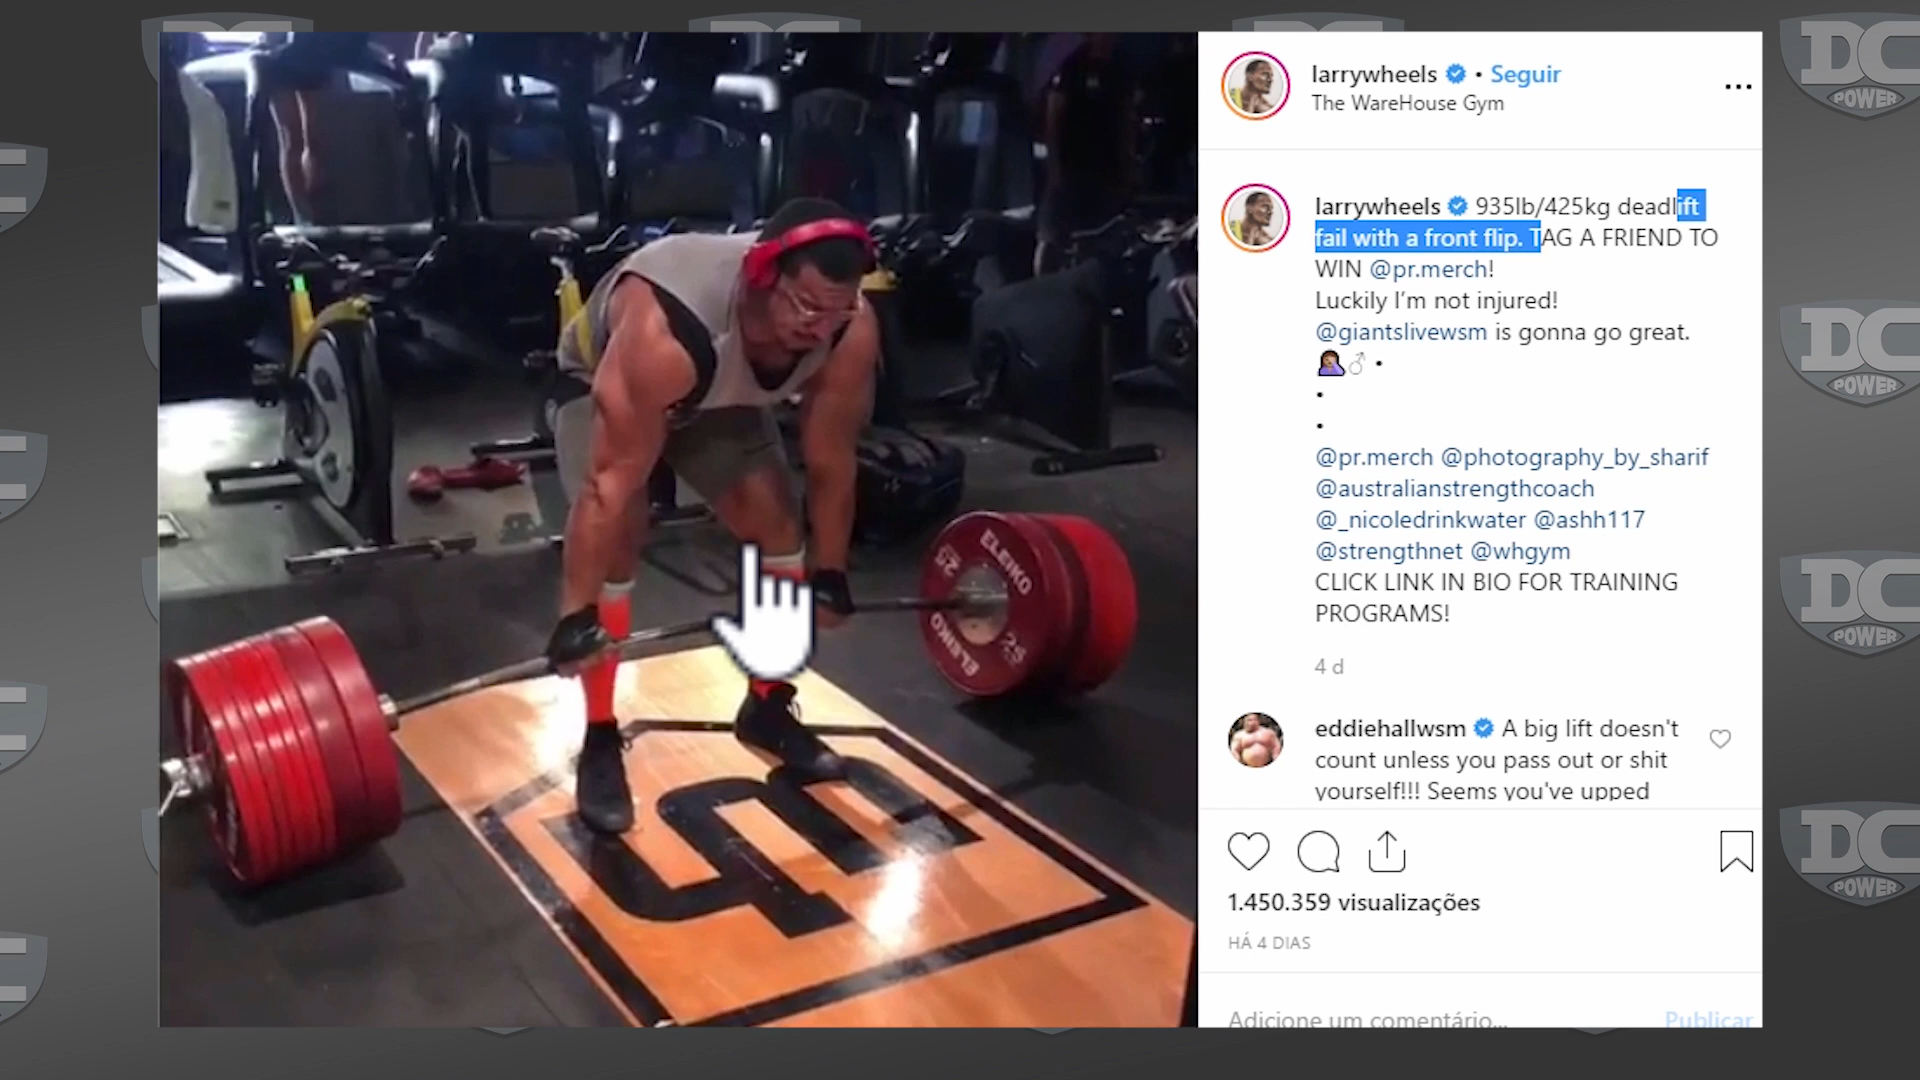 larrywheels • Seguir
The WareHouse Gym
larrywheels 935lb/425kg deadlift
fail with a front flip. TAG A FRIEND TO
WIN @pr.merch!
Luckily I’m not injured!
@giantslivewsm is gonna go great.
🤦🏾♂ •
•
•
@pr.merch @photography_by_sharif
@australianstrengthcoach
@_nicoledrinkwater @ashh117
@strengthnet @whgym
CLICK LINK IN BIO FOR TRAINING
PROGRAMS!
4 d
eddiehallwsm A big lift doesn't
count unless you pass out or shit
yourself!!! Seems you've upped
1.450.359 visualizações
HÁ 4 DIAS
Adicione um comentário...
Publicar
ELEIKO
25
ELEIKO
25
DC
POWER
DC
POWER
DC
POWER
DC
POWER